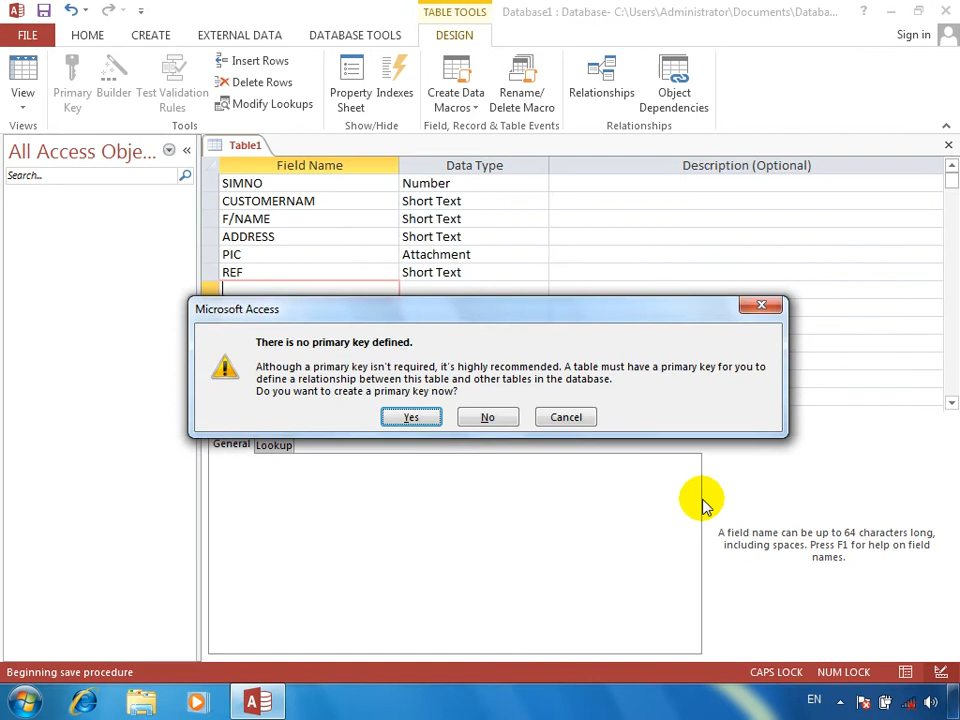 TABLE TOOLS
Database1 : Database- C:\Users\Administrator\Documents\Databa...
FILE
HOME
CREATE
EXTERNAL DATA
DATABASE TOOLS
DESIGN
Sign in
View
Primary Key
Builder
Test Validation Rules
Insert Rows
Delete Rows
Modify Lookups
Property Sheet
Indexes
Create Data Macros
Rename/ Delete Macro
Relationships
Object Dependencies
Views
Tools
Show/Hide
Field, Record & Table Events
Relationships
All Access Obje...
Search...
Table1
Field Name
Data Type
Description (Optional)
SIMNO
Number
CUSTOMERNAM
Short Text
F/NAME
Short Text
ADDRESS
Short Text
PIC
Attachment
REF
Short Text
Microsoft Access
There is no primary key defined.
Although a primary key isn't required, it's highly recommended. A table must have a primary key for you to
define a relationship between this table and other tables in the database.
Do you want to create a primary key now?
Yes
No
Cancel
General
Lookup
A field name can be up to 64 characters long,
including spaces. Press F1 for help on field
names.
Beginning save procedure
CAPS LOCK
NUM LOCK
EN